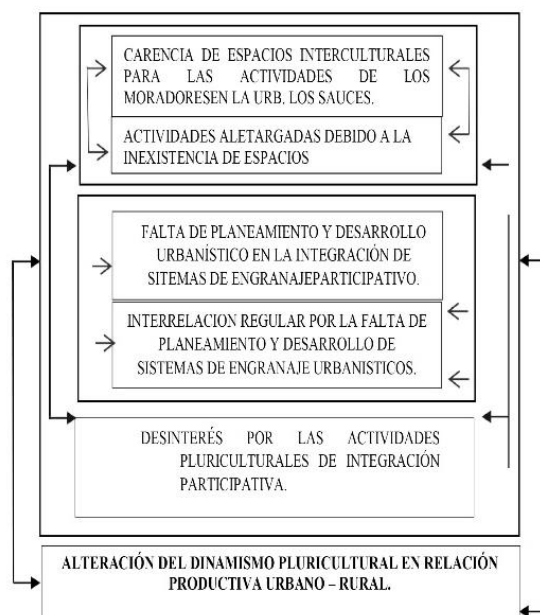 CARENCIA DE ESPACIOS INTERCULTURALES
PARA LAS ACTIVIDADES DE LOS
MORADORESEN LA URB. LOS SAUCES.
ACTIVIDADES ALETARGADAS DEBIDO A LA
INEXISTENCIA DE ESPACIOS
FALTA DE PLANEAMIENTO Y DESARROLLO
URBANÍSTICO EN LA INTEGRACIÓN DE
SITEMAS DE ENGRANAJEPARTICIPATIVO.
INTERRELACION REGULAR POR LA FALTA DE
PLANEAMIENTO Y DESARROLLO DE
SISTEMAS DE ENGRANAJE URBANISTICOS.
DESINTERÉS POR LAS ACTIVIDADES
PLURICULTURALES DE INTEGRACIÓN
PARTICIPATIVA.
ALTERACIÓN DEL DINAMISMO PLURICULTURAL EN RELACIÓN
PRODUCTIVA URBANO – RURAL.